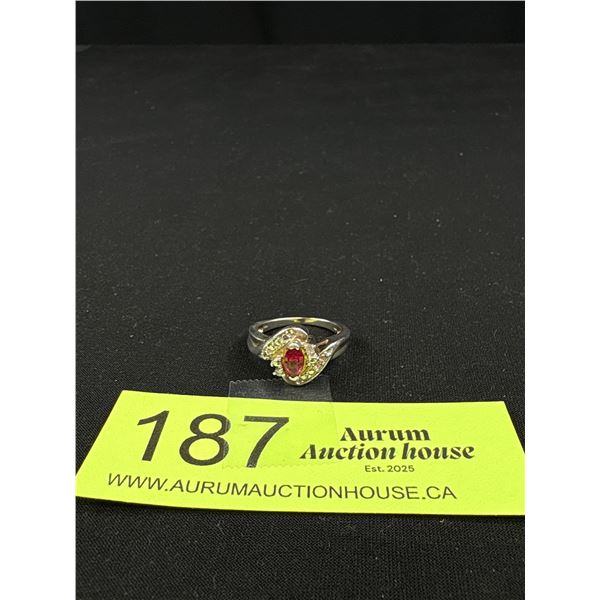 187
Aurum
Auction house
Est. 2025
WWW.AURUMAUCTIONHOUSE.CA